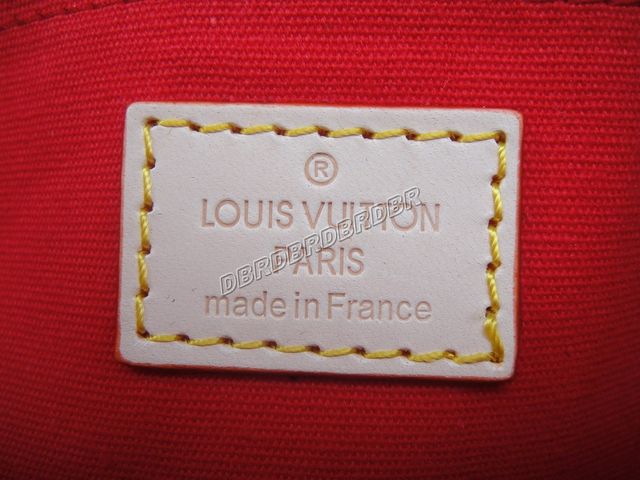 ®
LOUIS VUITTON
PARIS
made in France
DBRDBRDBRDBR